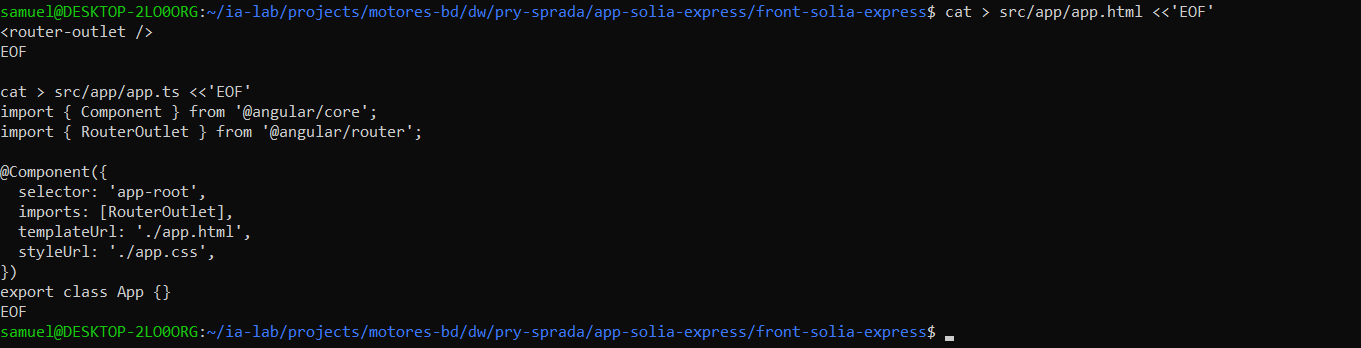 samuel@DESKTOP-2LO0ORG:~/ia-lab/projects/motores-bd/dw/pry-sprada/app-solia-express/front-solia-express$ cat > src/app/app.html <<'EOF'
<router-outlet />
EOF

cat > src/app/app.ts <<'EOF'
import { Component } from '@angular/core';
import { RouterOutlet } from '@angular/router';

@Component({
  selector: 'app-root',
  imports: [RouterOutlet],
  templateUrl: './app.html',
  styleUrl: './app.css',
})
export class App {}
EOF
samuel@DESKTOP-2LO0ORG:~/ia-lab/projects/motores-bd/dw/pry-sprada/app-solia-express/front-solia-express$